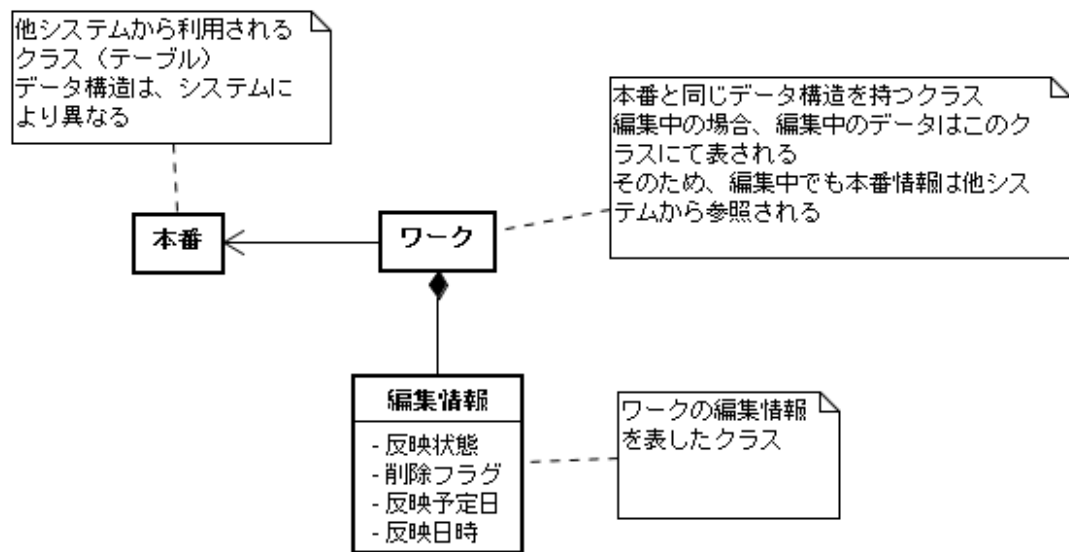 他システムから利用される
クラス（テーブル）
データ構造は、システムに
より異なる
本番と同じデータ構造を持つクラス
編集中の場合、編集中のデータはこのク
ラスにて表される
そのため、編集中でも本番情報は他シス
テムから参照される
本番
ワーク
編集情報
- 反映状態
- 削除フラグ
- 反映予定日
- 反映日時
ワークの編集情報
を表したクラス